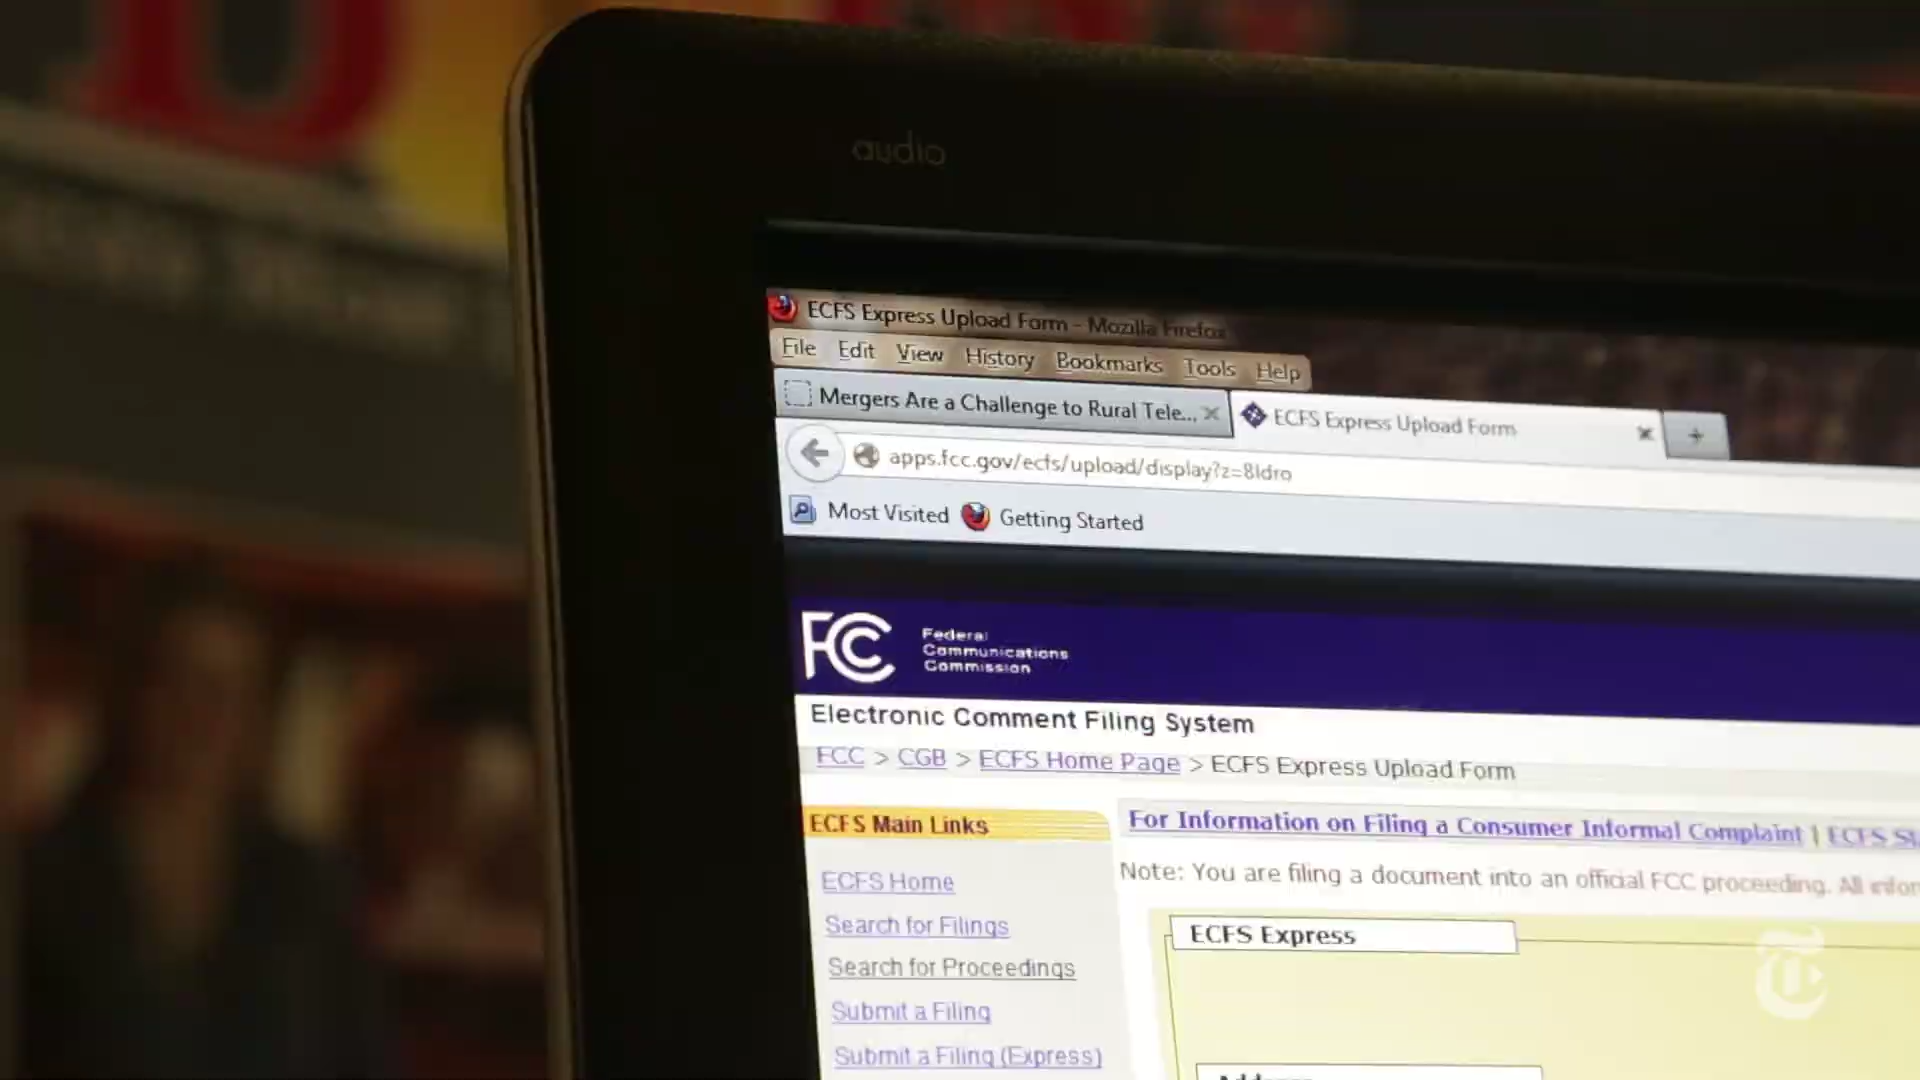 audio
ECFS Express Upload Form - Mozilla Firefox
File Edit View History Bookmarks Tools Help
Mergers Are a Challenge to Rural Tele...
ECFS Express Upload Form
apps.fcc.gov/ecfs/upload/display?z=8ldro
Most Visited Getting Started
FCC Federal
Communications
Commission
Electronic Comment Filing System
FCC > CGB > ECFS Home Page > ECFS Express Upload Form
ECFS Main Links
For Information on Filing a Consumer Informal Complaint | ECFS
Note: You are filing a document into an official FCC proceeding. All
ECFS Home
Search for Filings
Search for Proceedings
Submit a Filing
Submit a Filing (Express)
ECFS Express
T